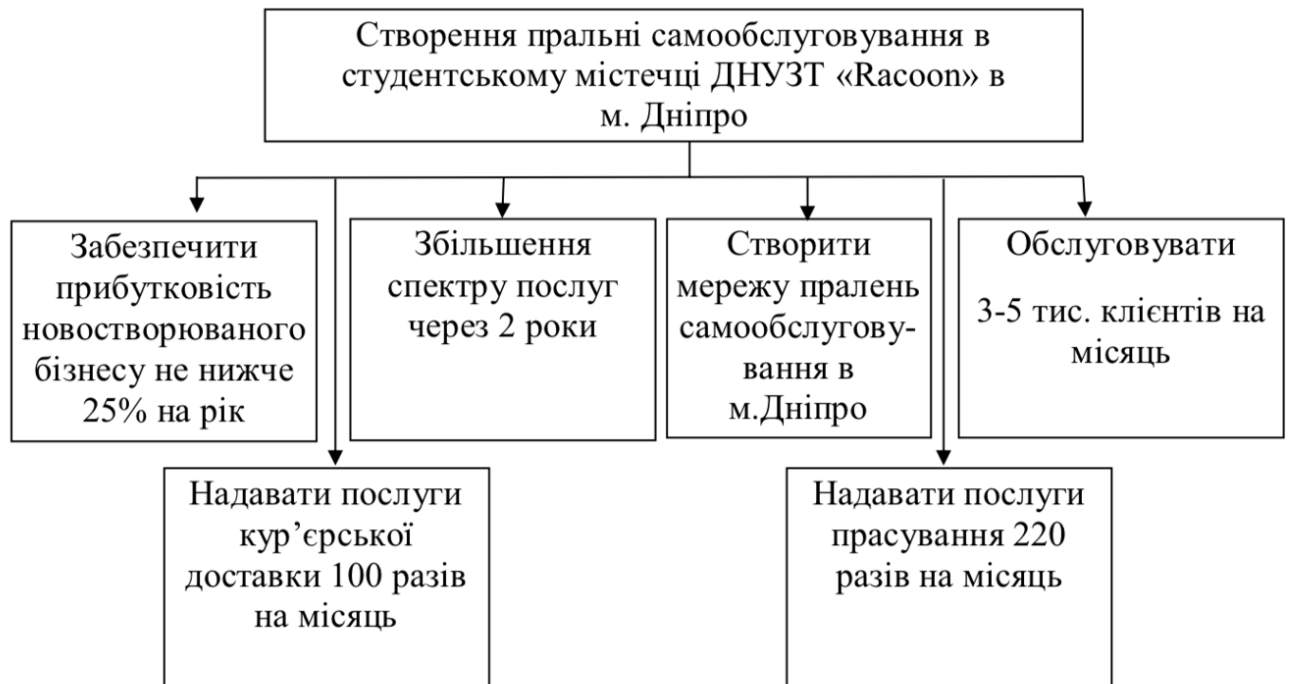 Створення пральні самообслуговування в
студентському містечці ДНУЗТ «Racoon» в
м. Дніпро
Забезпечити
прибутковість
новостворюваного
бізнесу не нижче
25% на рік
Збільшення
спектру послуг
через 2 роки
Створити
мережу пралень
самообслугову-
вання в
м.Дніпро
Обслуговувати
3-5 тис. клієнтів на
місяць
Надавати послуги
кур’єрської
доставки 100 разів
на місяць
Надавати послуги
прасування 220
разів на місяць